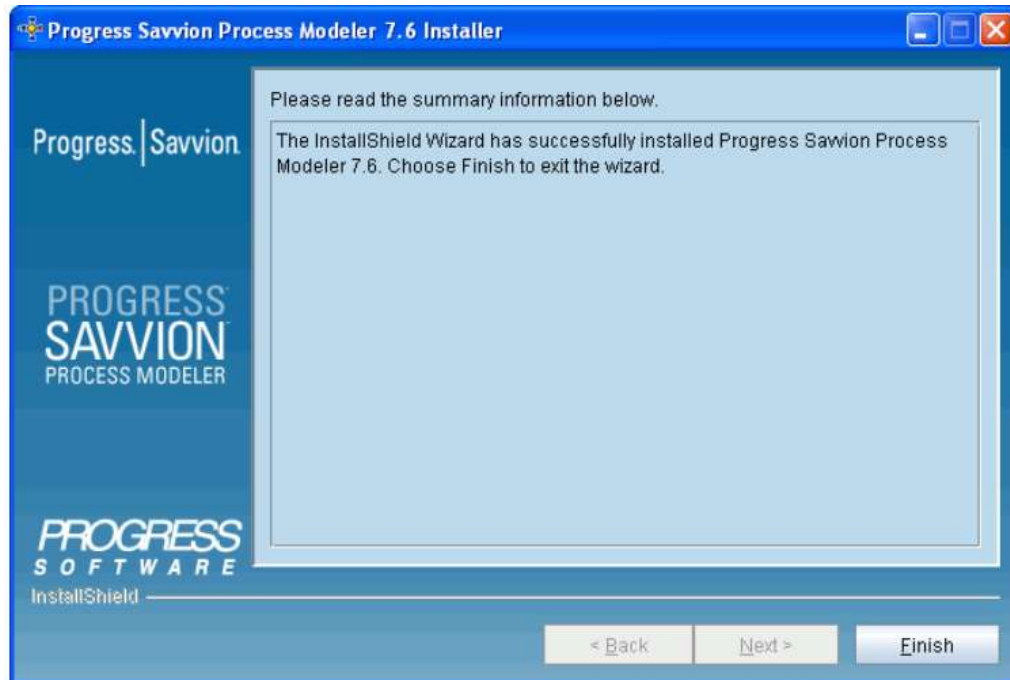 Progress Savvion Process Modeler 7.6 Installer
Progress | Savvion
PROGRESS
SAVVION
PROCESS MODELER
PROGRESS
SOFTWARE
Please read the summary information below.
The InstallShield Wizard has successfully installed Progress Savvion Process
Modeler 7.6. Choose Finish to exit the wizard.
InstallShield
< Back
Next >
Finish